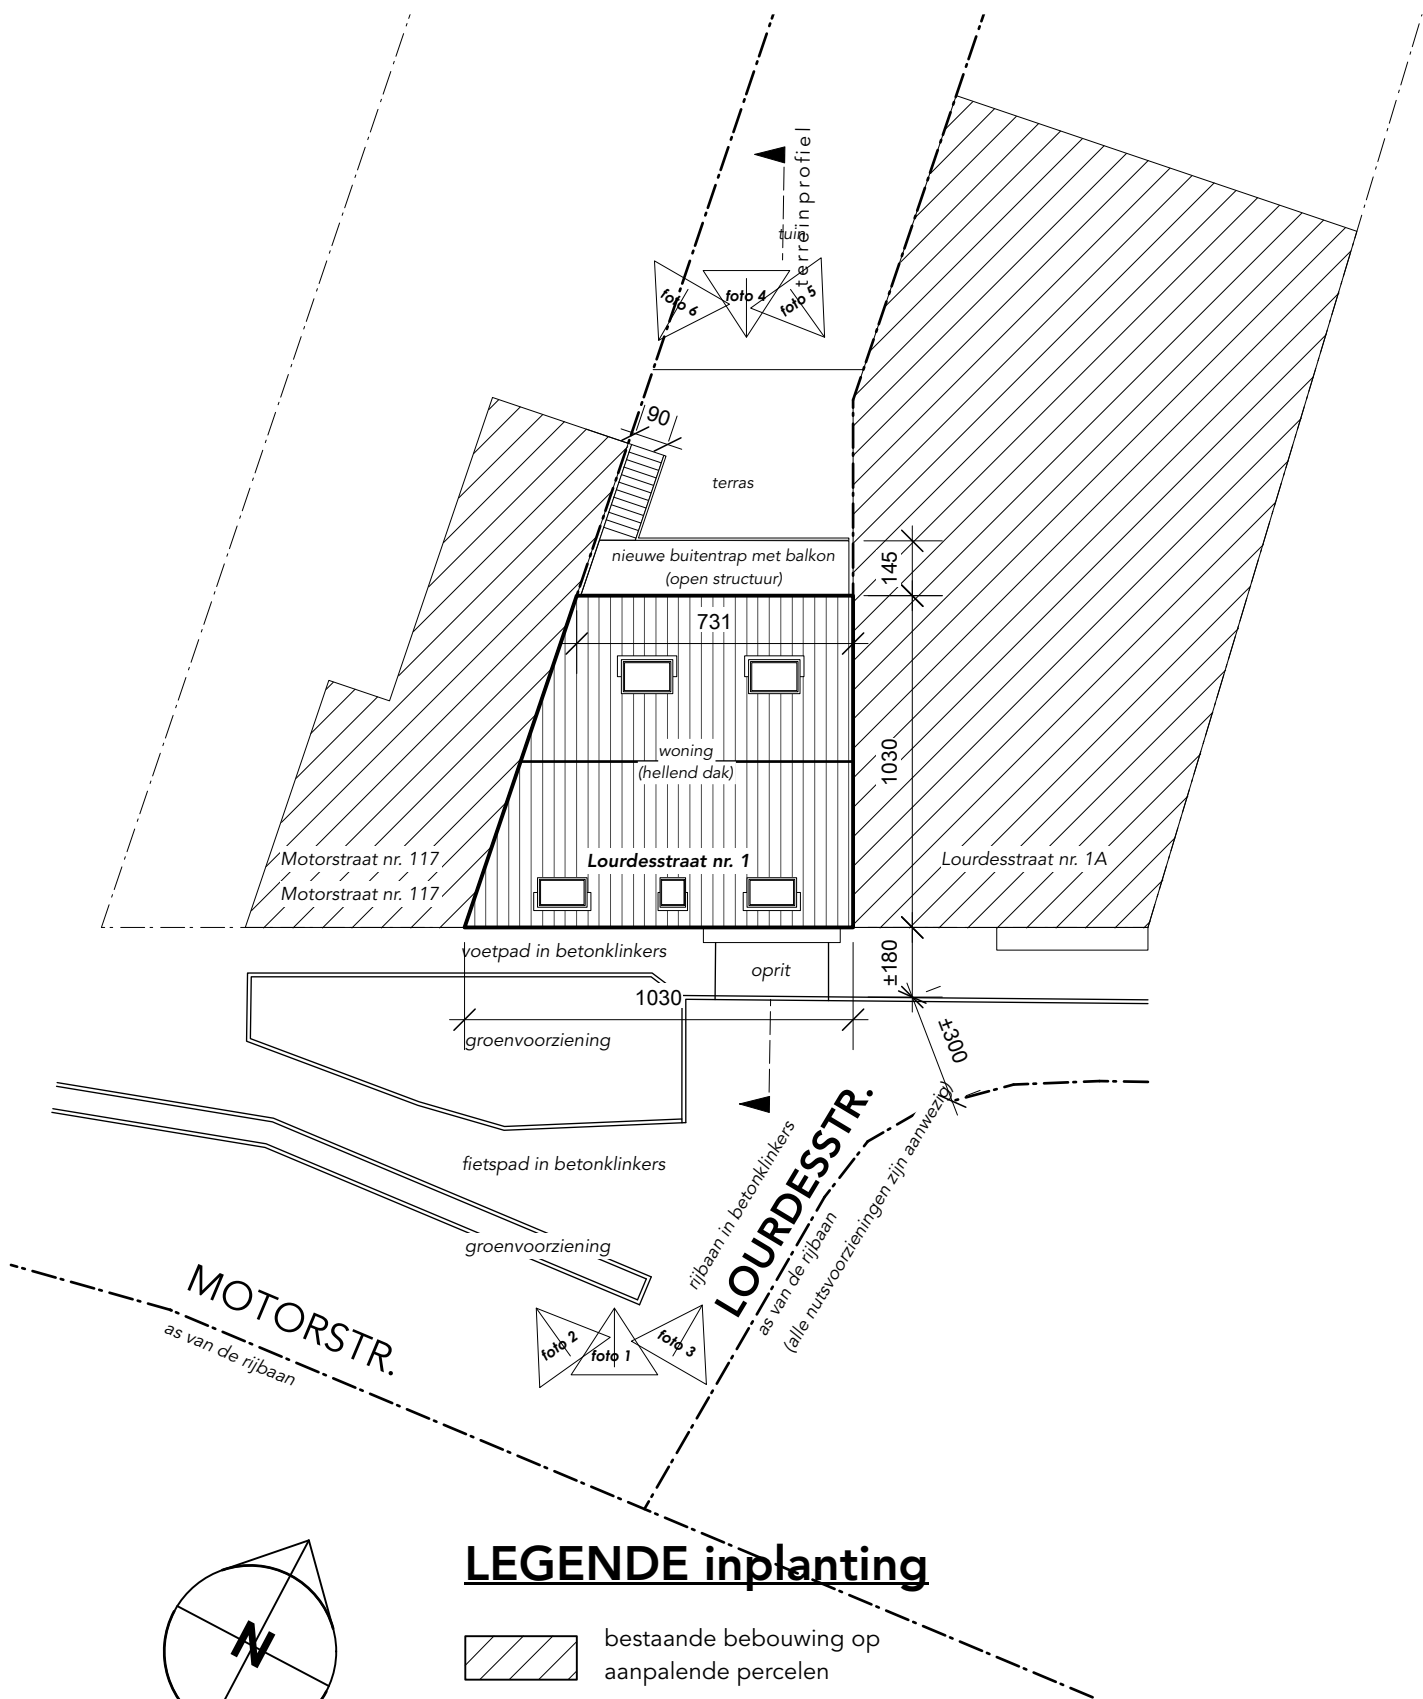 terreinprofiel
tuin
foto 6
foto 4
foto 5
90
terras
nieuwe buitentrap met balkon
(open structuur)
145
731
woning
(hellend dak)
1030
Motorstraat nr. 117
Motorstraat nr. 117
Lourdesstraat nr. 1
Lourdesstraat nr. 1A
voetpad in betonklinkers
oprit
±180
1030
groenvoorziening
±300
fietspad in betonklinkers
rijbaan in betonklinkers
LOURDESSTR.
as van de rijbaan
(alle nutsvoorzieningen zijn aanwezig)
groenvoorziening
MOTORSTR.
as van de rijbaan
foto 2
foto 1
foto 3
N
LEGENDE inplanting
bestaande bebouwing op
aanpalende percelen